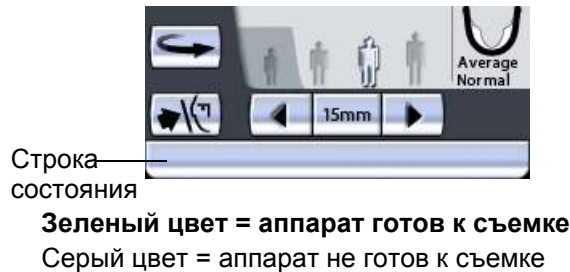 Average
Normal
15mm
Строка
состояния
Зеленый цвет = аппарат готов к съемке
Серый цвет = аппарат не готов к съемке